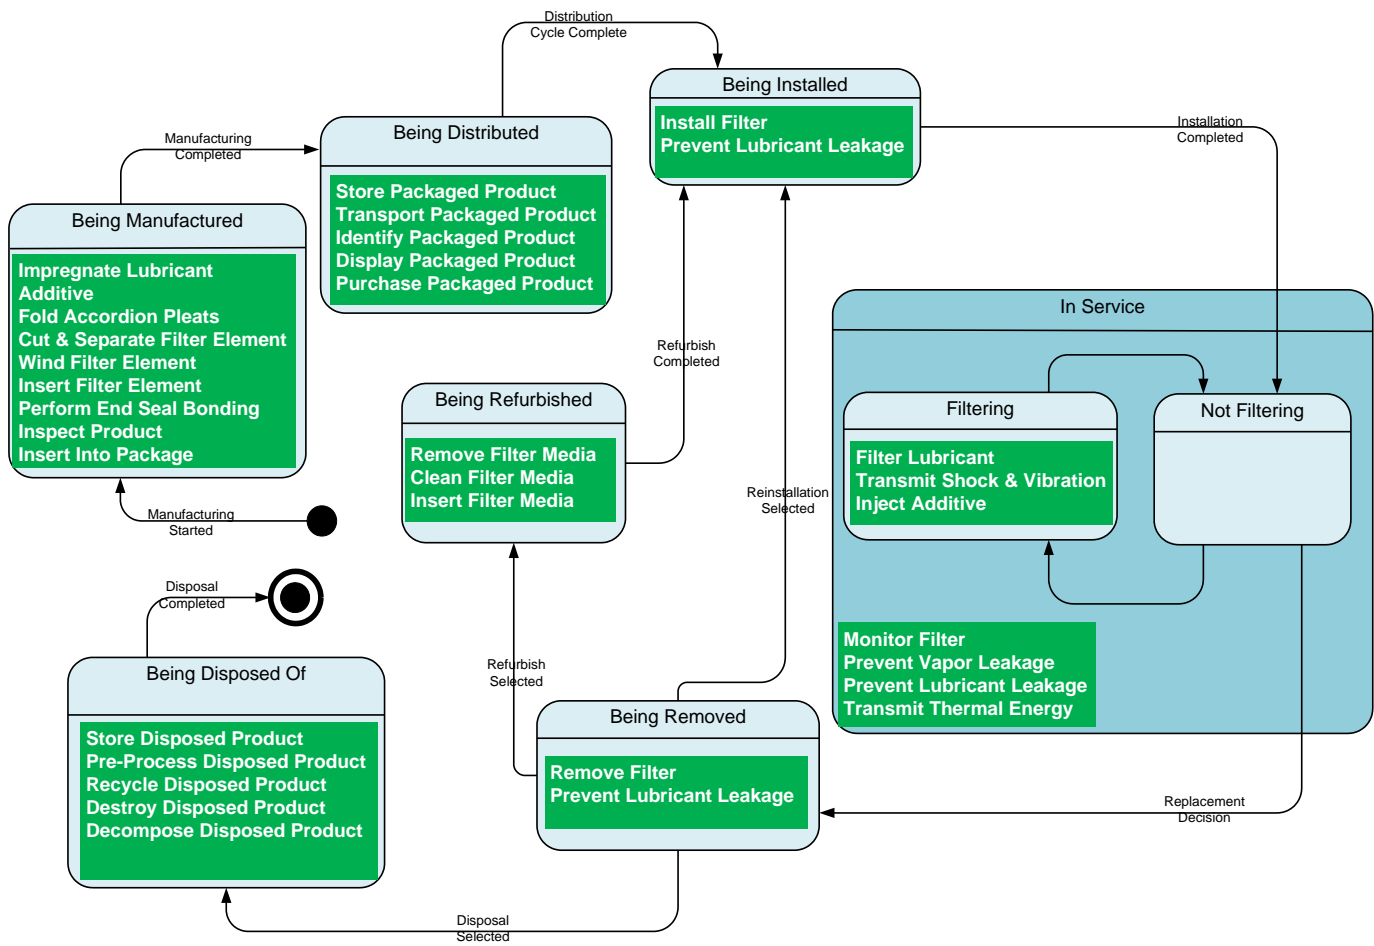 Distribution
Cycle Complete
Being Installed
Install Filter
Prevent Lubricant Leakage
Installation
Completed
Manufacturing
Completed
Being Distributed
Store Packaged Product
Transport Packaged Product
Identify Packaged Product
Display Packaged Product
Purchase Packaged Product
Being Manufactured
Impregnate Lubricant
Additive
Fold Accordion Pleats
Cut & Separate Filter Element
Wind Filter Element
Insert Filter Element
Perform End Seal Bonding
Inspect Product
Insert Into Package
Manufacturing
Started
Refurbish
Completed
Being Refurbished
Remove Filter Media
Clean Filter Media
Insert Filter Media
Reinstallation
Selected
In Service
Filtering
Filter Lubricant
Transmit Shock & Vibration
Inject Additive
Not Filtering
Monitor Filter
Prevent Vapor Leakage
Prevent Lubricant Leakage
Transmit Thermal Energy
Disposal
Completed
Being Disposed Of
Store Disposed Product
Pre-Process Disposed Product
Recycle Disposed Product
Destroy Disposed Product
Decompose Disposed Product
Refurbish
Selected
Being Removed
Remove Filter
Prevent Lubricant Leakage
Replacement
Decision
Disposal
Selected